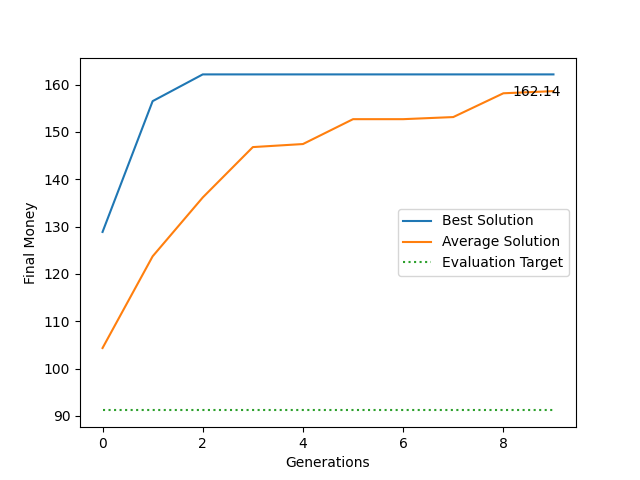 160
150
140
130
120
110
100
90
Final Money
162.14
Best Solution
Average Solution
Evaluation Target
0
2
4
6
8
Generations